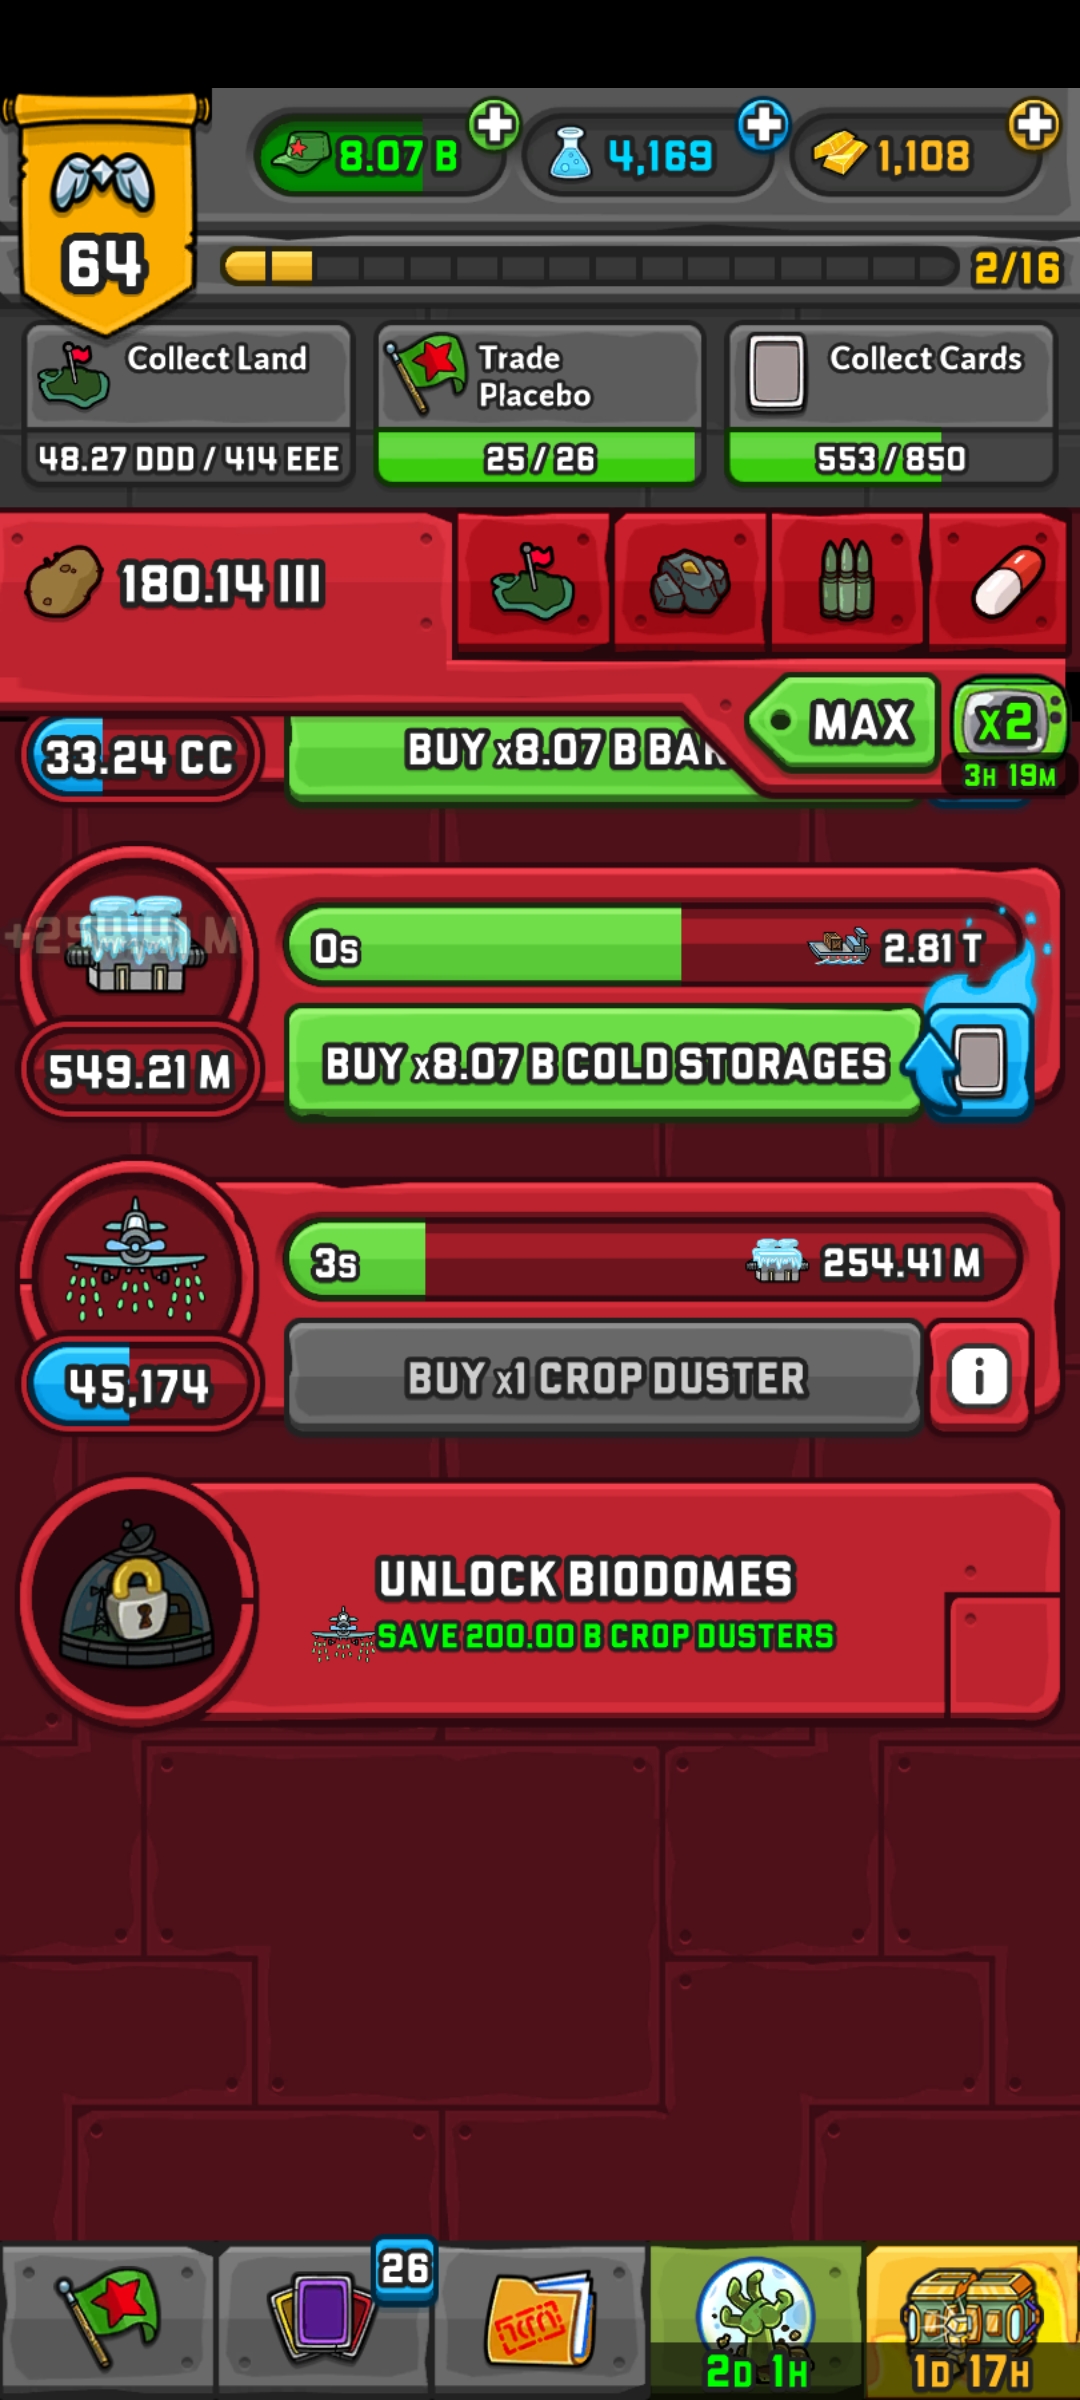 8.07 B
4,169
1,108
64
2/16
Collect Land
48.27 DDD / 414 EEE
Trade
Placebo
25 / 26
Collect Cards
553 / 850
180.14 III
MAX
x2
3H 19M
33.24 CC
BUY x8.07 B
0s
2.81 T
549.21 M
BUY x8.07 B COLD STORAGES
3s
254.41 M
45,174
BUY x1 CROP DUSTER
i
UNLOCK BIODOMES
SAVE 200.00 B CROP DUSTERS
26
2D 1H
1D 17H